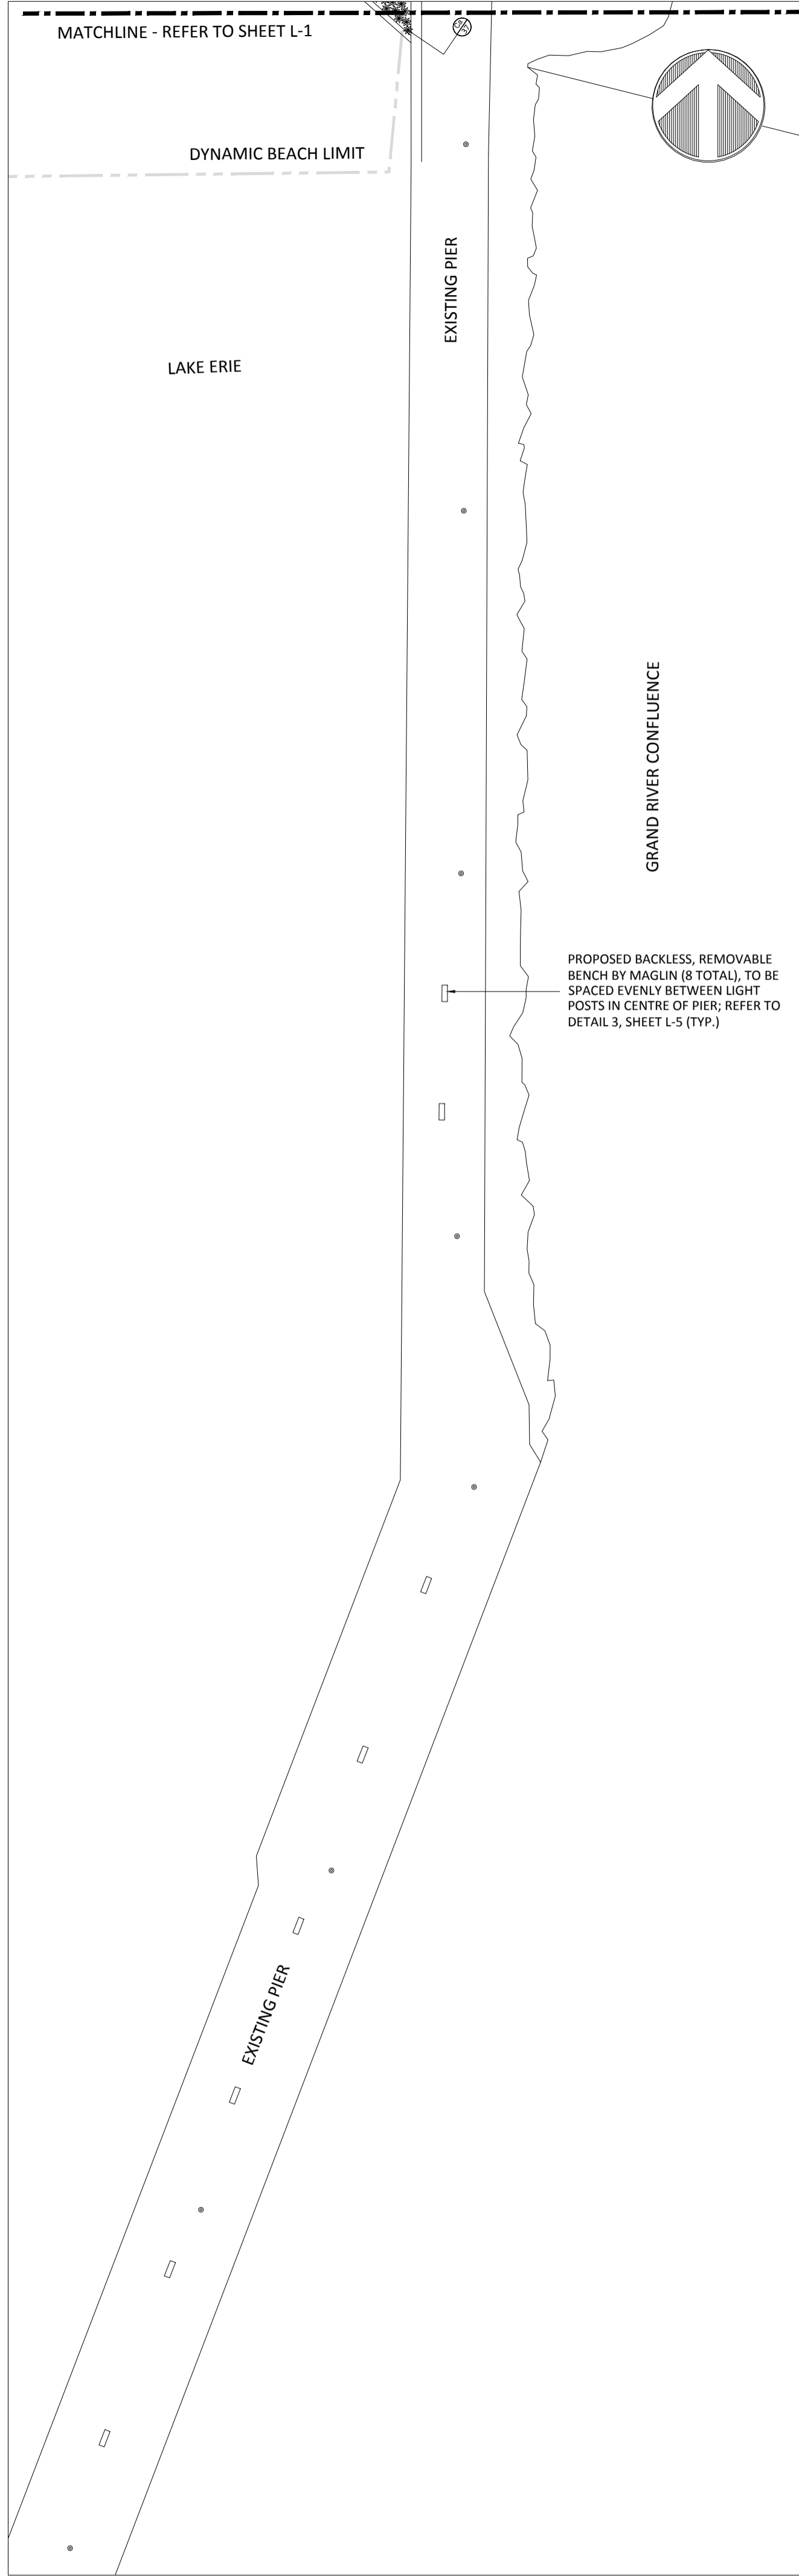 MATCHLINE - REFER TO SHEET L-1
DYNAMIC BEACH LIMIT
EXISTING PIER
LAKE ERIE
GRAND RIVER CONFLUENCE
PROPOSED BACKLESS, REMOVABLE
BENCH BY MAGLIN (8 TOTAL), TO BE
SPACED EVENLY BETWEEN LIGHT
POSTS IN CENTRE OF PIER; REFER TO
DETAIL 3, SHEET L-5 (TYP.)
EXISTING PIER